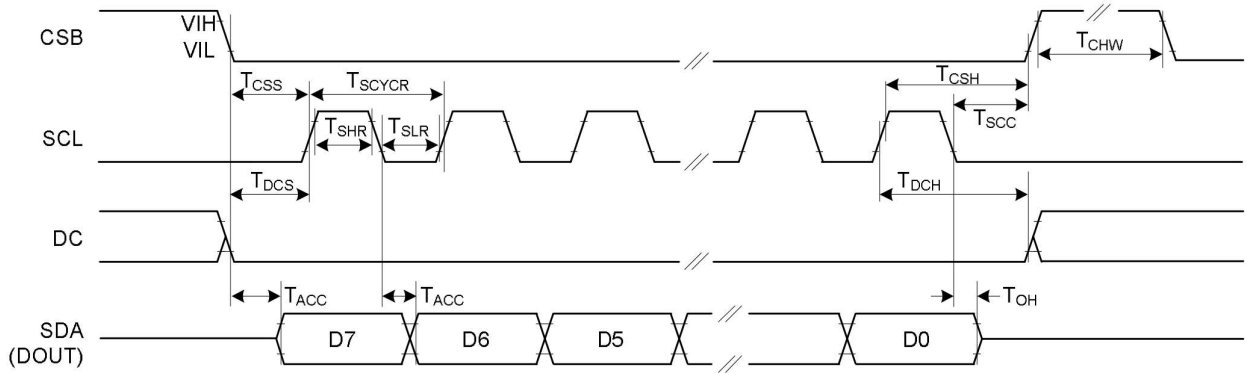 CSB
VIH
VIL
TCHW
TCSS
TSCYCR
TCSH
TSCC
SCL
TSHR
TSLR
TDCS
TDCH
DC
TACC
TACC
TOH
SDA
(DOUT)
D7
D6
D5
D0